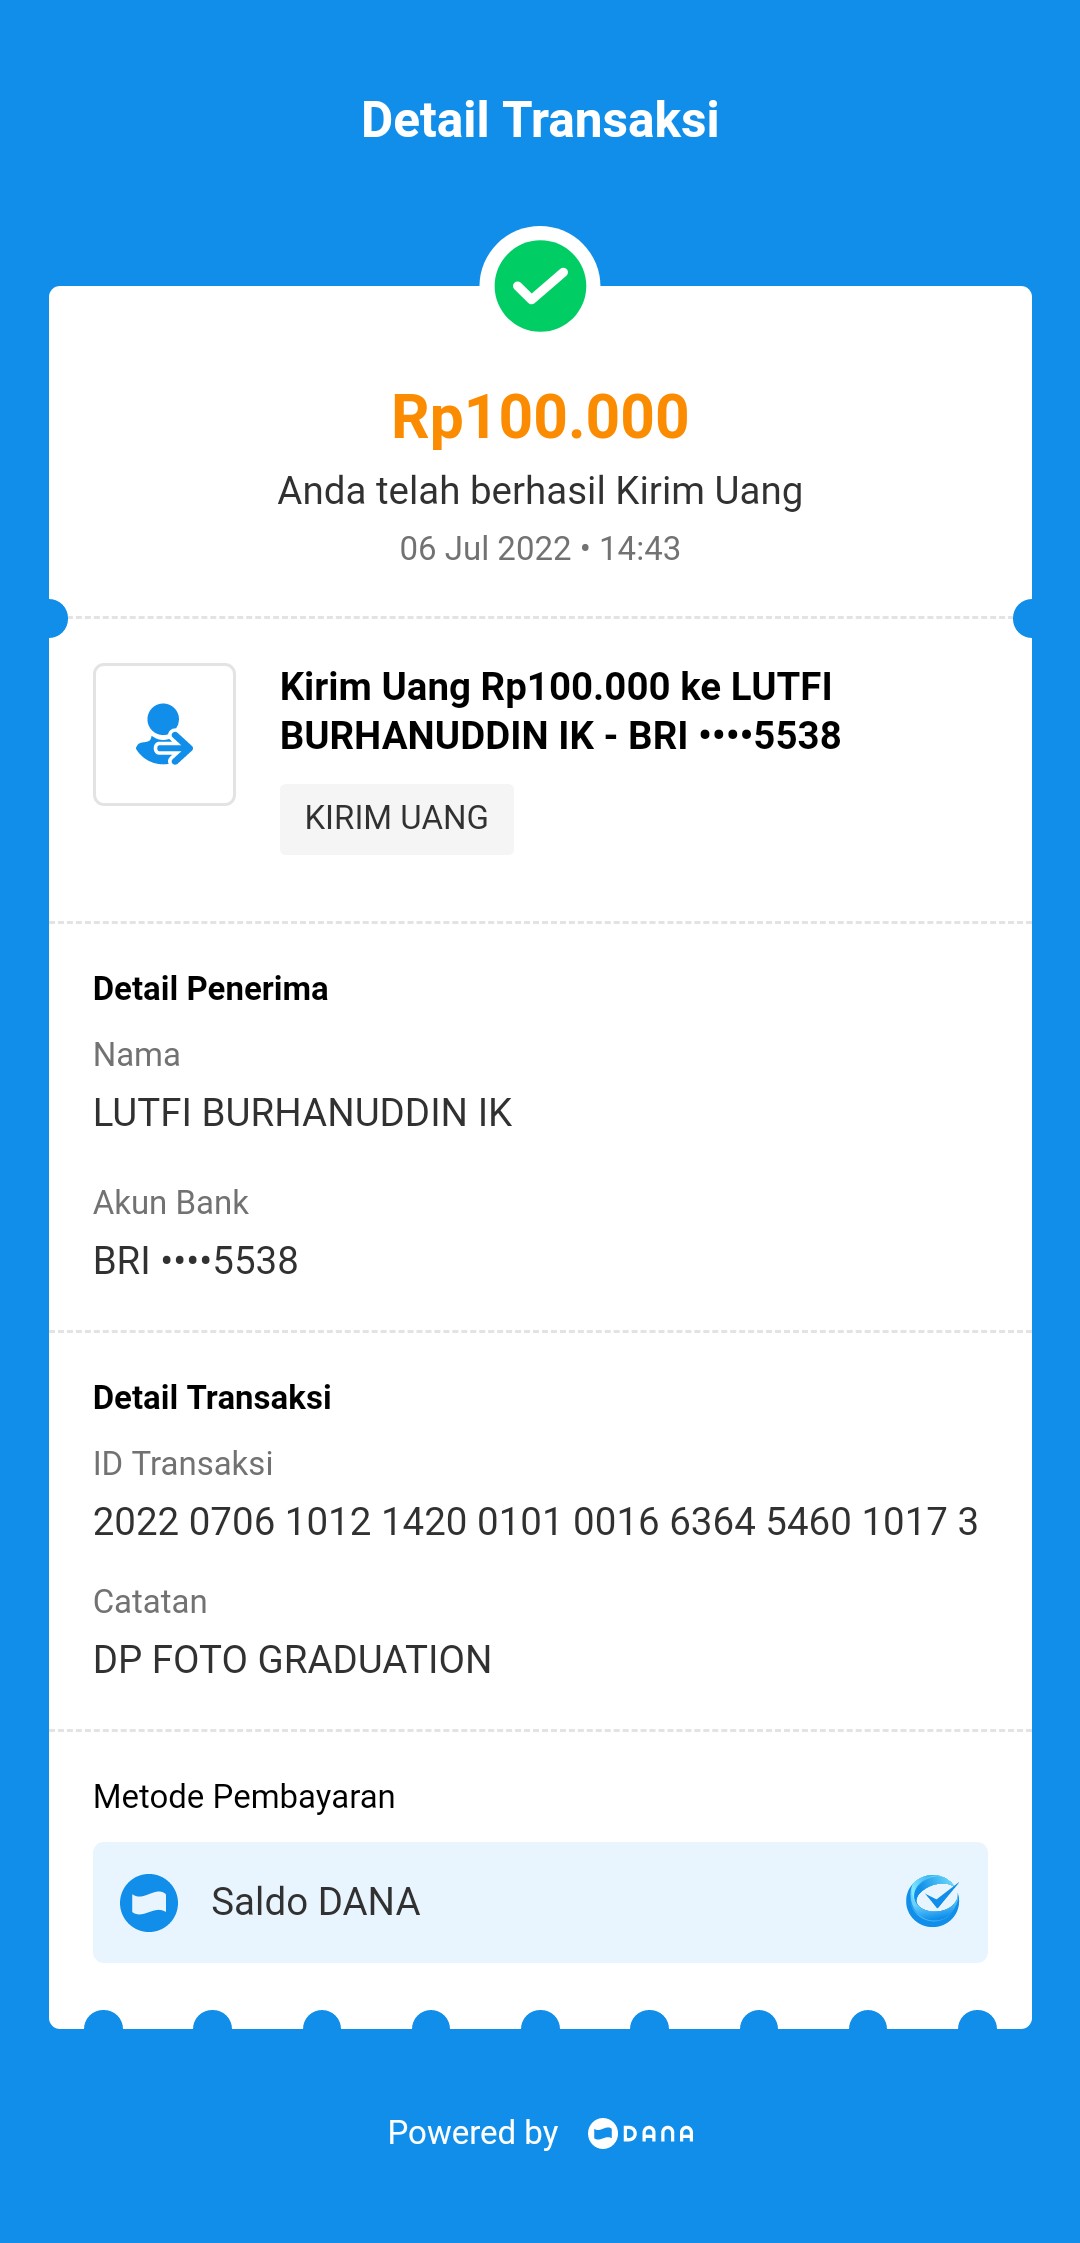 Detail Transaksi
Rp100.000
Anda telah berhasil Kirim Uang
06 Jul 2022 • 14:43
Kirim Uang Rp100.000 ke LUTFI
BURHANUDDIN IK - BRI ••••5538
KIRIM UANG
Detail Penerima
Nama
LUTFI BURHANUDDIN IK
Akun Bank
BRI ••••5538
Detail Transaksi
ID Transaksi
2022 0706 1012 1420 0101 0016 6364 5460 1017 3
Catatan
DP FOTO GRADUATION
Metode Pembayaran
Saldo DANA
Powered by DANA